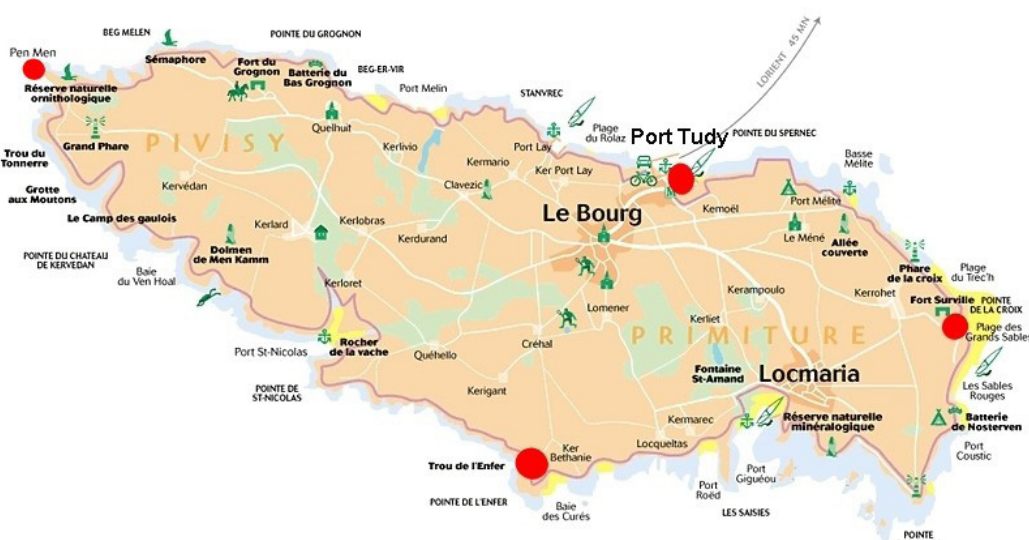 BEG MELEN
POINTE DU GROGNON
Pen Men
Sémaphore
Fort du
Grognon
Batterie du
Bas Grognon
BEG-ER-VIR
Réserve naturelle
ornithologique
Port Melin
STANVREC
LORIENT 45 MN
Plage
du Rolaz
Port Tudy
POINTE DU SPERNEC
Grand Phare
PIVISY
Quelhuit
Kerlivio
Port Lay
Kermario
Ker Port Lay
Basse
Mélite
Trou du
Tonnerre
Kervédan
Clavezic
Grotte
aux Moutons
Le Camp des gaulois
Kerlard
Kerlobras
Kerdurand
Le Bourg
Kemoël
Port Mélite
Le Méné
Allée
couverte
POINTE DU CHATEAU
DE KERVEDAN
Dolmen
de Men Kamm
Baie
du Ven Hoal
Kerloret
Phare
de la croix
Plage
du Trec'h
Kerampoulo
Kerrohet
Fort Surville
POINTE
DE LA CROIX
Lomener
Kerliet
PRIMITURE
Plage des
Grands Sables
Port St-Nicolas
Rocher
de la vache
Quéhello
Créhal
Fontaine
St-Amand
Locmaria
Les Sables
Rouges
POINTE DE
ST-NICOLAS
Kerigant
Kermarec
Réserve naturelle
minéralogique
Batterie
de Nosterven
Port
Coustic
Trou de l'Enfer
Ker
Bethanie
Locqueltas
POINTE DE L'ENFER
Baie
des Curés
Port
Roëd
Port
Giguéou
LES SAISIES
POINTE